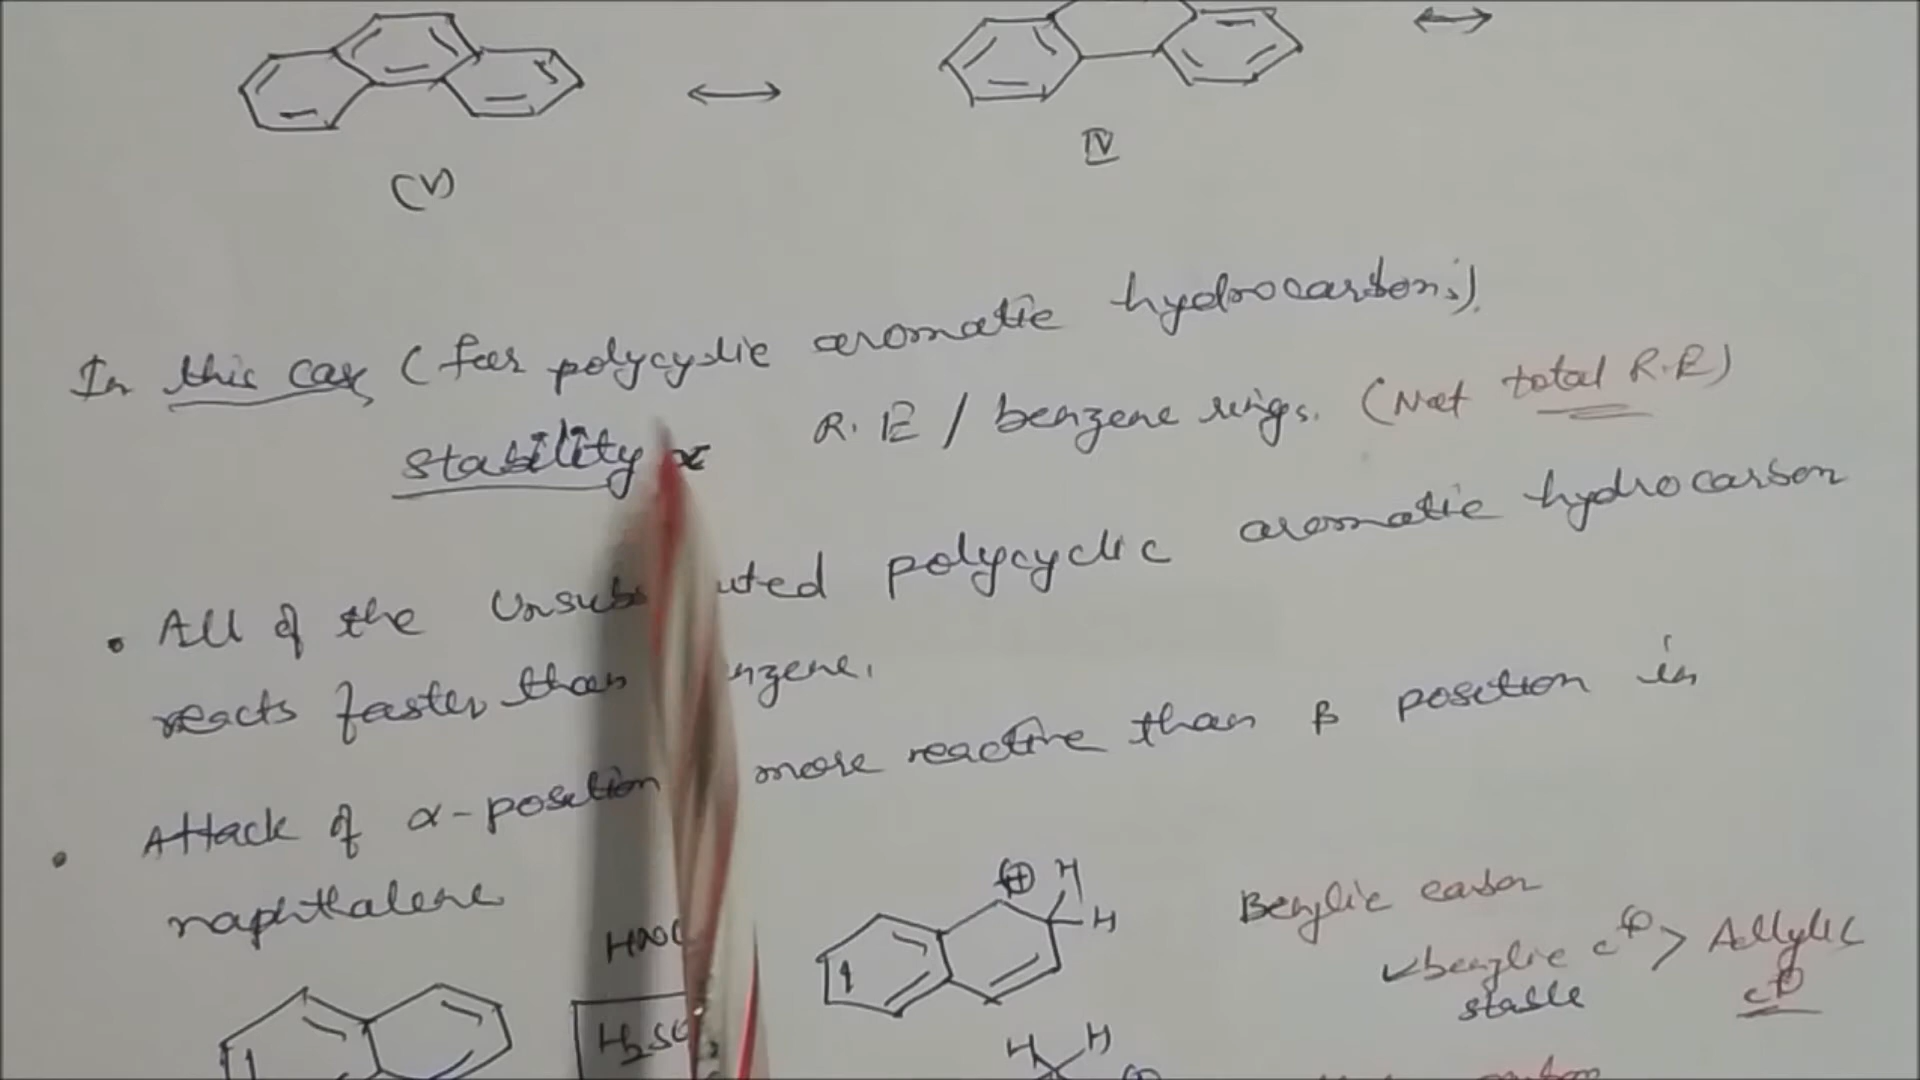 (V)
IV
In this case (for polycyclic aromatic hydrocarbons).
stability ∝ R.E / benzene rings. (Not total R.E)
• All of the Unsubs uted polycyclic aromatic hydrocarbon
reacts faster than nzene.
• Attack of α-position more reactive than β position in
naphthalene
⊕ H
H
HNO
H₂SO
Benzylic carbon
✓benzylic c⊕ > Allylic
stable c⊕
H H